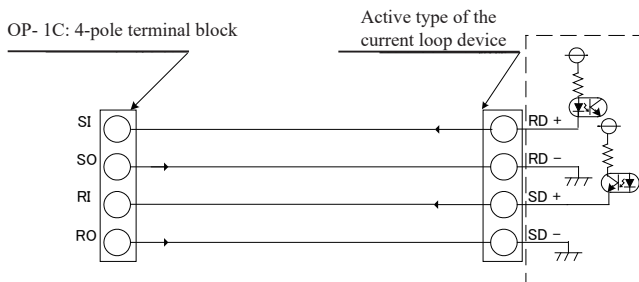 OP- 1C: 4-pole terminal block
Active type of the
current loop device
SI
RD +
SO
RD −
RI
SD +
RO
SD −